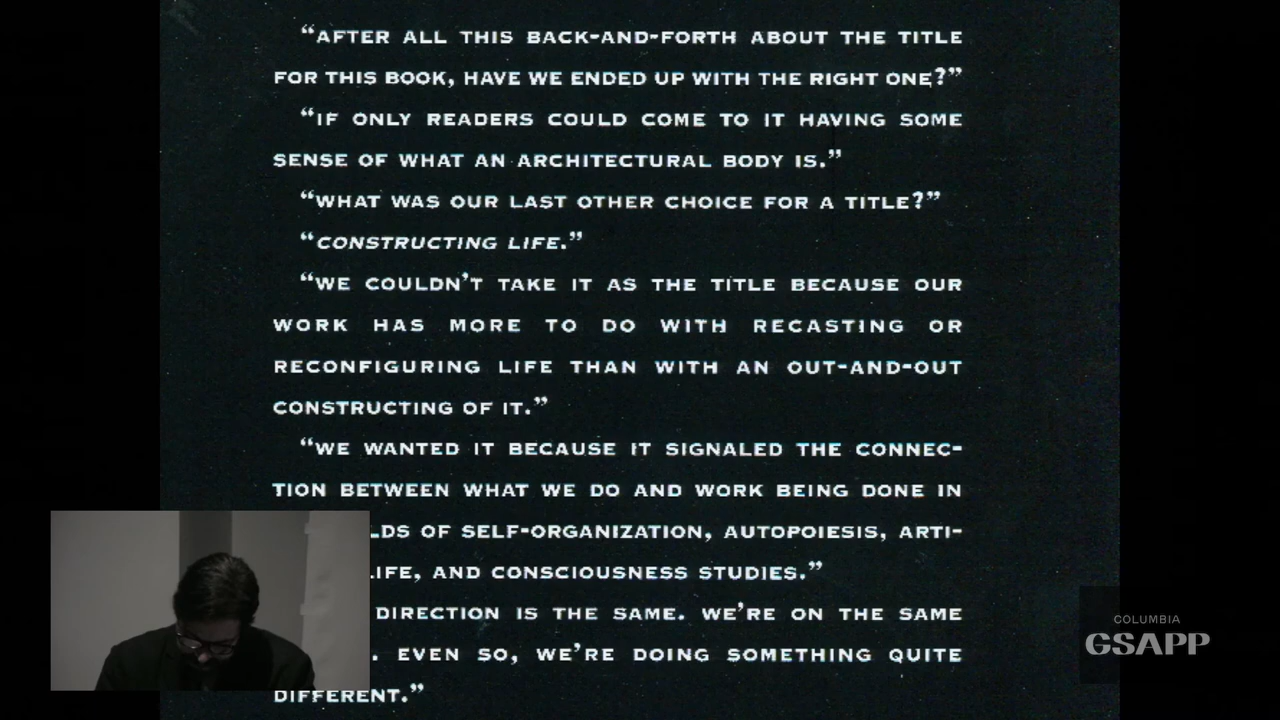 “AFTER ALL THIS BACK-AND-FORTH ABOUT THE TITLE
FOR THIS BOOK, HAVE WE ENDED UP WITH THE RIGHT ONE?”
“IF ONLY READERS COULD COME TO IT HAVING SOME
SENSE OF WHAT AN ARCHITECTURAL BODY IS.”
“WHAT WAS OUR LAST OTHER CHOICE FOR A TITLE?”
“CONSTRUCTING LIFE.”
“WE COULDN’T TAKE IT AS THE TITLE BECAUSE OUR
WORK HAS MORE TO DO WITH RECASTING OR
RECONFIGURING LIFE THAN WITH AN OUT-AND-OUT
CONSTRUCTING OF IT.”
“WE WANTED IT BECAUSE IT SIGNALED THE CONNEC-
TION BETWEEN WHAT WE DO AND WORK BEING DONE IN
OF SELF-ORGANIZATION, AUTOPOIESIS, ARTI-
AND CONSCIOUSNESS STUDIES.”
DIRECTION IS THE SAME. WE’RE ON THE SAME
EVEN SO, WE’RE DOING SOMETHING QUITE
DIFFERENT.”
COLUMBIA
GSAPP